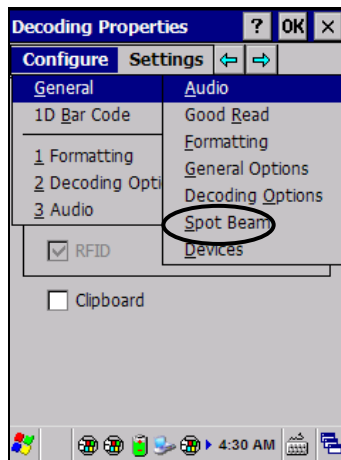 Decoding Properties ? OK ×
Configure Settings
General
1D Bar Code
1 Formatting
2 Decoding Opti
3 Audio
Audio
Good Read
Formatting
General Options
Decoding Options
Spot Beam
Devices
RFID
Clipboard
4:30 AM